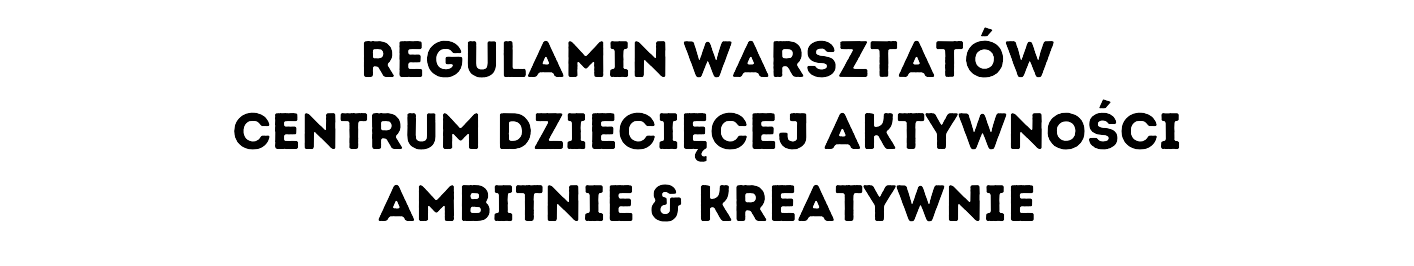 REGULAMIN WARSZTATÓW
CENTRUM DZIECIĘCEJ AKTYWNOŚCI
AMBITNIE & KREATYWNIE